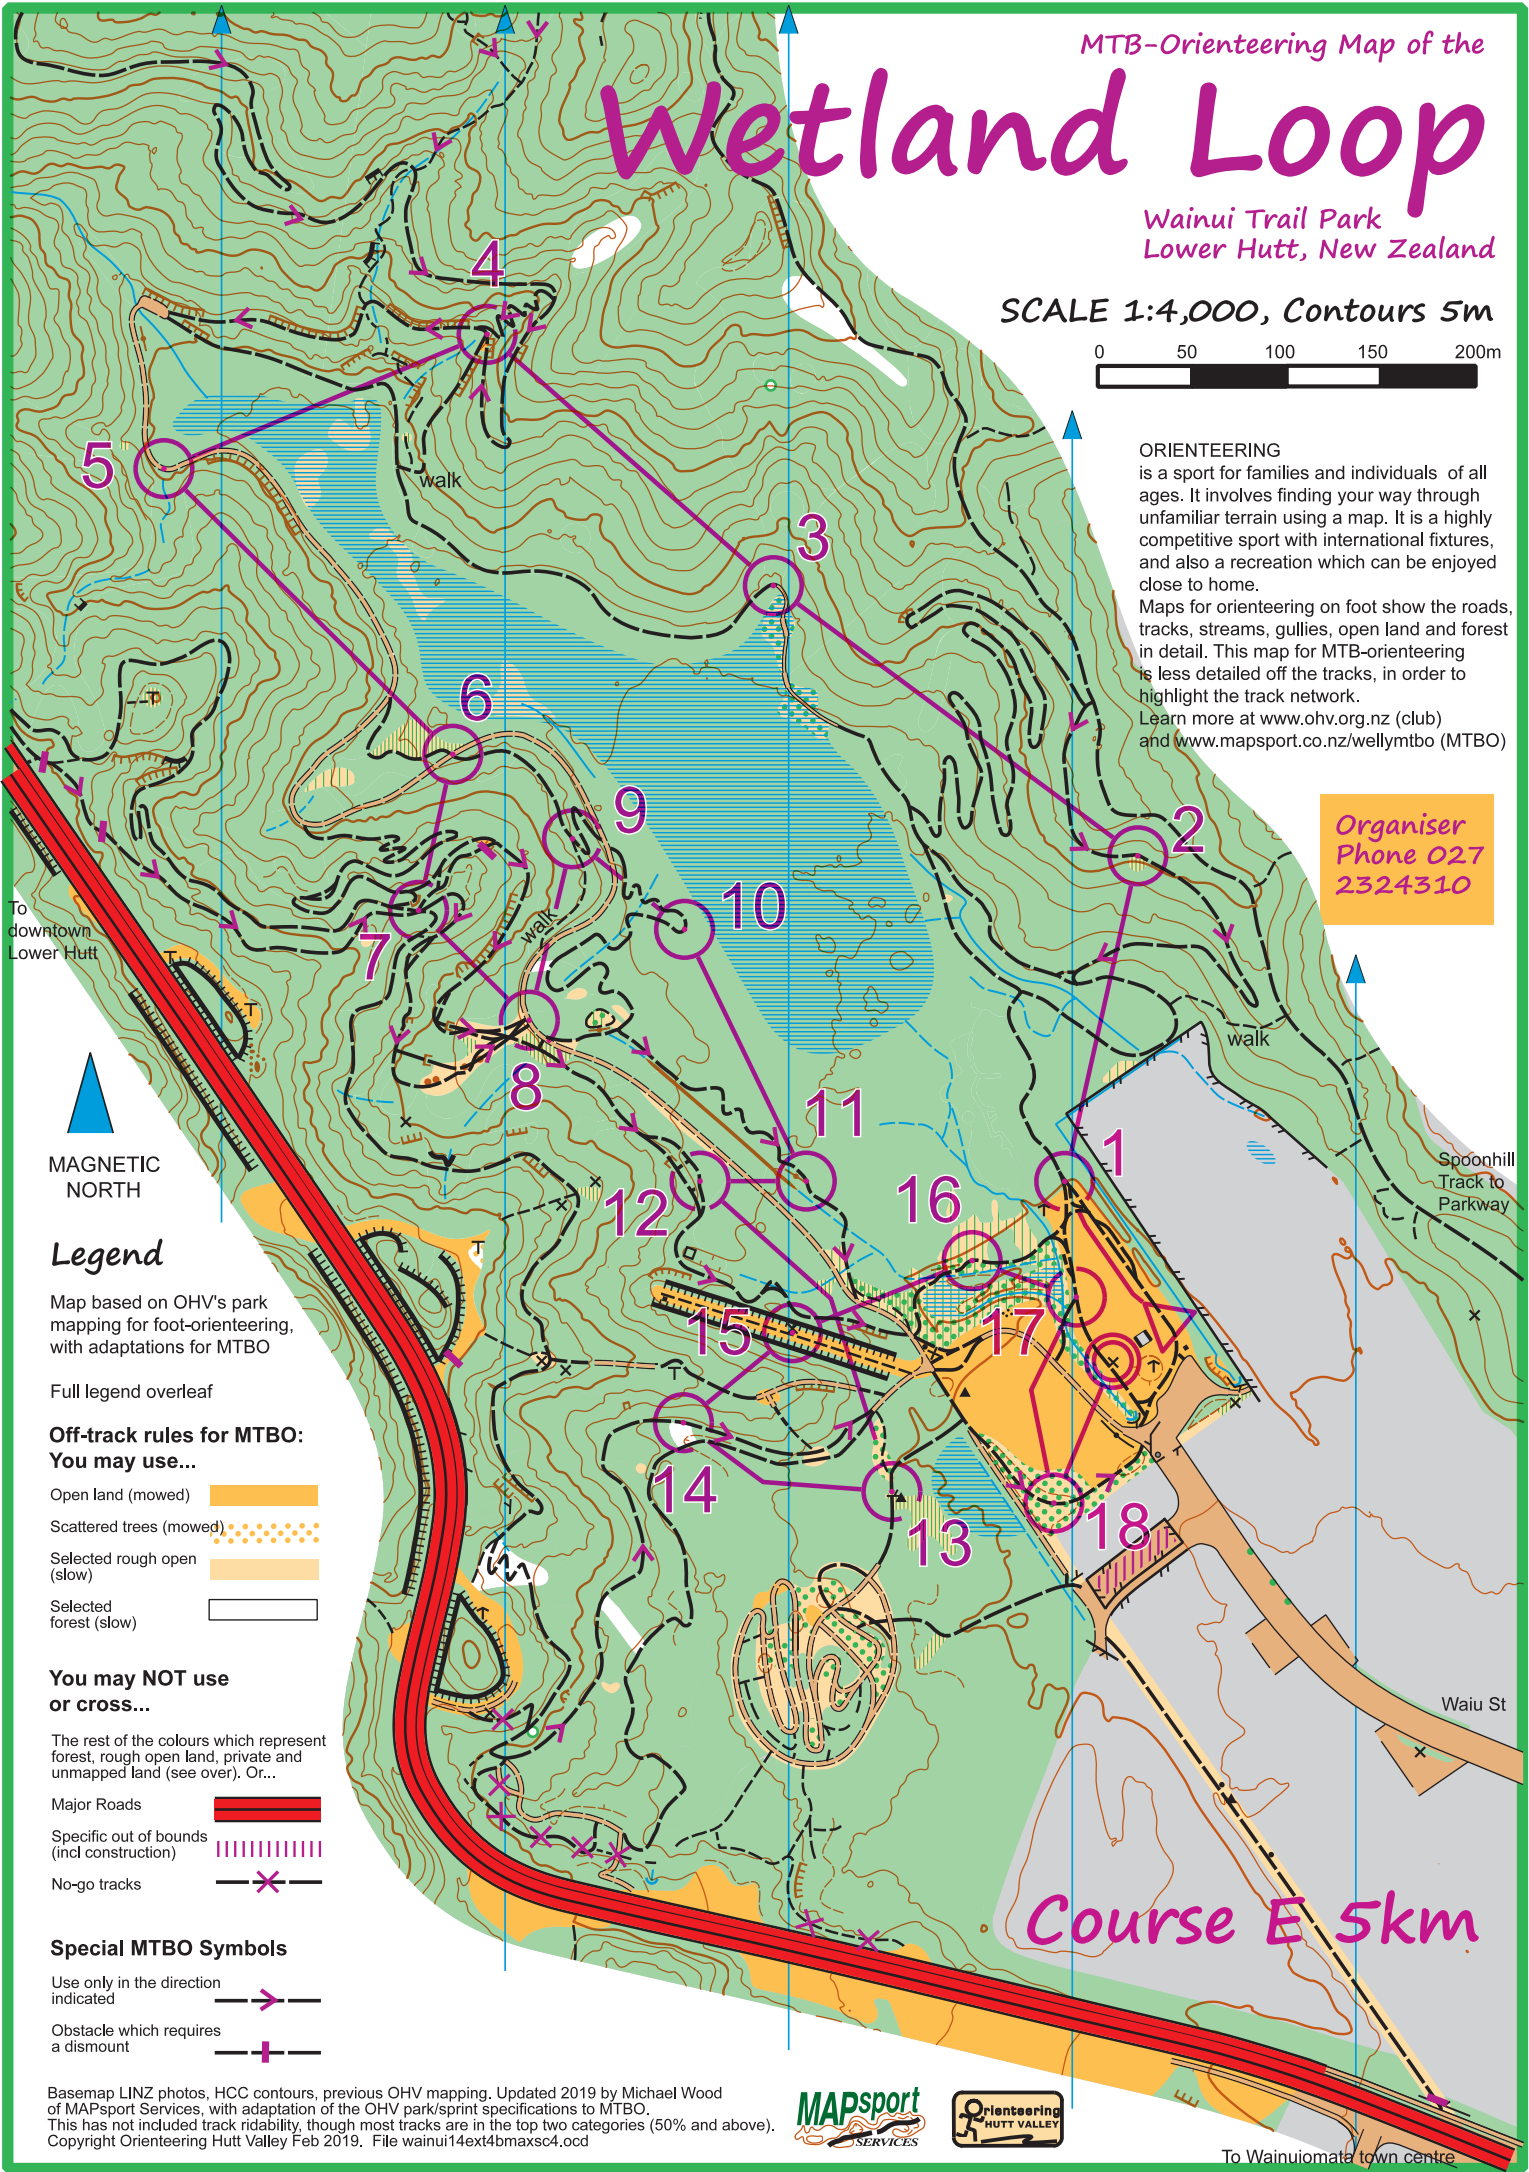 MTB-Orienteering Map of the
Wetland Loop
Wainui Trail Park
Lower Hutt, New Zealand
SCALE 1:4,000, Contours 5m
0 50 100 150 200m
ORIENTEERING
is a sport for families and individuals of all
ages. It involves finding your way through
unfamiliar terrain using a map. It is a highly
competitive sport with international fixtures,
and also a recreation which can be enjoyed
close to home.
Maps for orienteering on foot show the roads,
tracks, streams, gullies, open land and forest
in detail. This map for MTB-orienteering
is less detailed off the tracks, in order to
highlight the track network.
Learn more at www.ohv.org.nz (club)
and www.mapsport.co.nz/wellymtbo (MTBO)
Organiser
Phone 027
2324310
4
5
walk
3
6
9
2
10
7
walk
8
walk
11
1
12
16
15
17
14
13
18
To
downtown
Lower Hutt
Spoonhill
Track to
Parkway
Waiu St
MAGNETIC
NORTH
Legend
Map based on OHV's park
mapping for foot-orienteering,
with adaptations for MTBO
Full legend overleaf
Off-track rules for MTBO:
You may use...
Open land (mowed)
Scattered trees (mowed)
Selected rough open
(slow)
Selected
forest (slow)
You may NOT use
or cross...
The rest of the colours which represent
forest, rough open land, private and
unmapped land (see over). Or...
Major Roads
Specific out of bounds
(incl construction)
No-go tracks
Special MTBO Symbols
Use only in the direction
indicated
Obstacle which requires
a dismount
Course E 5km
Basemap LINZ photos, HCC contours, previous OHV mapping. Updated 2019 by Michael Wood
of MAPsport Services, with adaptation of the OHV park/sprint specifications to MTBO.
This has not included track ridability, though most tracks are in the top two categories (50% and above).
Copyright Orienteering Hutt Valley Feb 2019. File wainui14ext4bmaxsc4.ocd
MAPsport
SERVICES
Orienteering
HUTT VALLEY
To Wainuiomata town centre